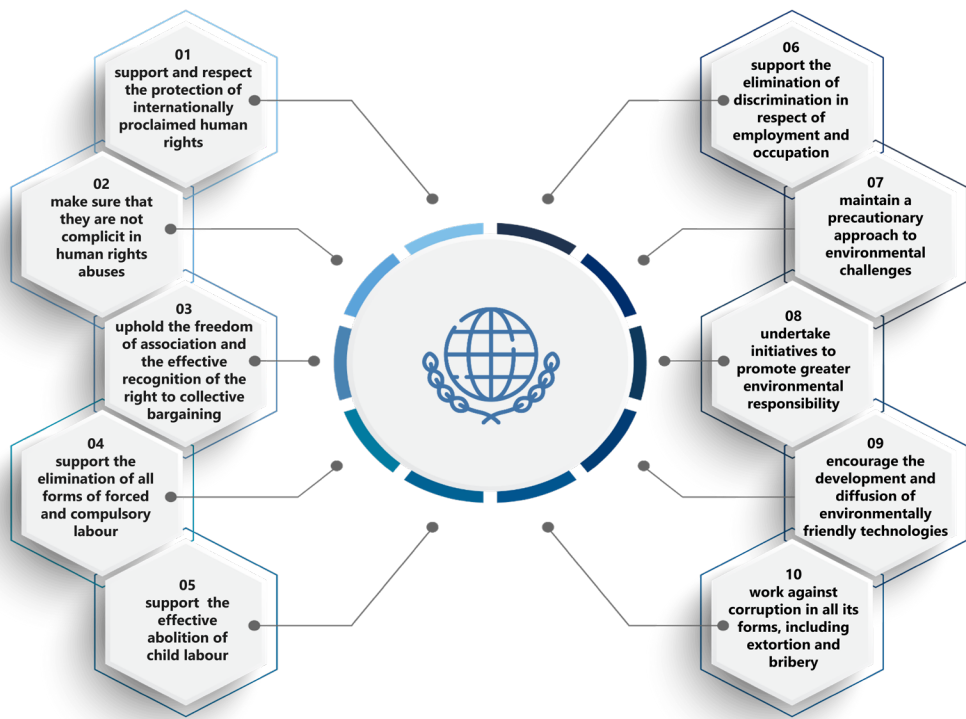 01
support and respect
the protection of
internationally
proclaimed human
rights
02
make sure that
they are not
complicit in
human rights
abuses
03
uphold the freedom
of association and
the effective
recognition of the
right to collective
bargaining
04
support the
elimination of all
forms of forced
and compulsory
labour
05
support the
effective
abolition of
child labour
06
support the
elimination of
discrimination in
respect of
employment and
occupation
07
maintain a
precautionary
approach to
environmental
challenges
08
undertake
initiatives to
promote greater
environmental
responsibility
09
encourage the
development and
diffusion of
environmentally
friendly technologies
10
work against
corruption in all its
forms, including
extortion and
bribery